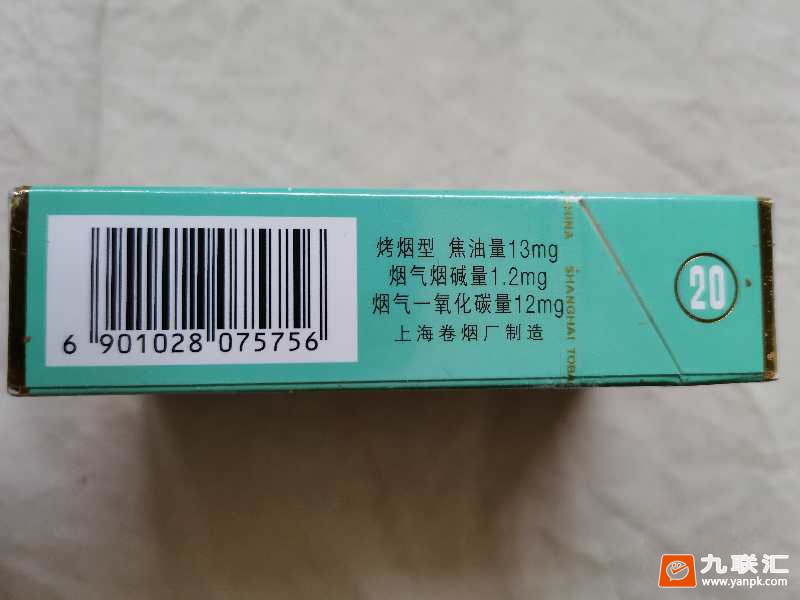 6 901028 075756
烤烟型 焦油量13mg
烟气烟碱量1.2mg
烟气一氧化碳量12mg
上海卷烟厂制造
CHINA SHANGHAI TOBA
20
九联汇
www.yanpk.com